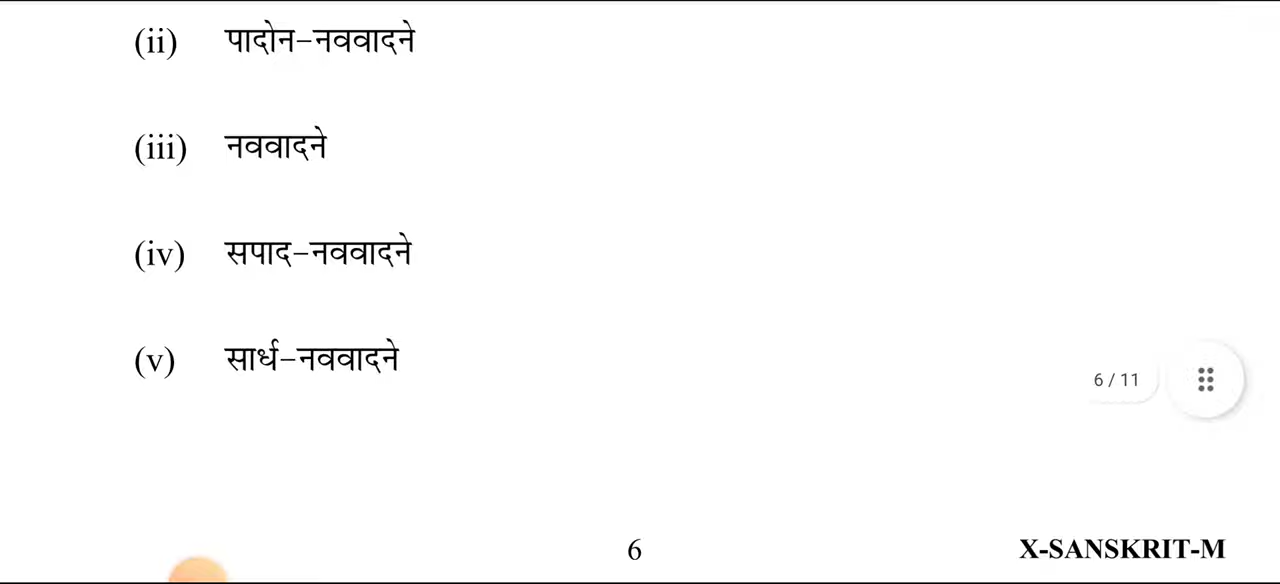 (ii) पादोन-नववादने
(iii) नववादने
(iv) सपाद-नववादने
(v) सार्ध-नववादने
6 / 11
6 X-SANSKRIT-M